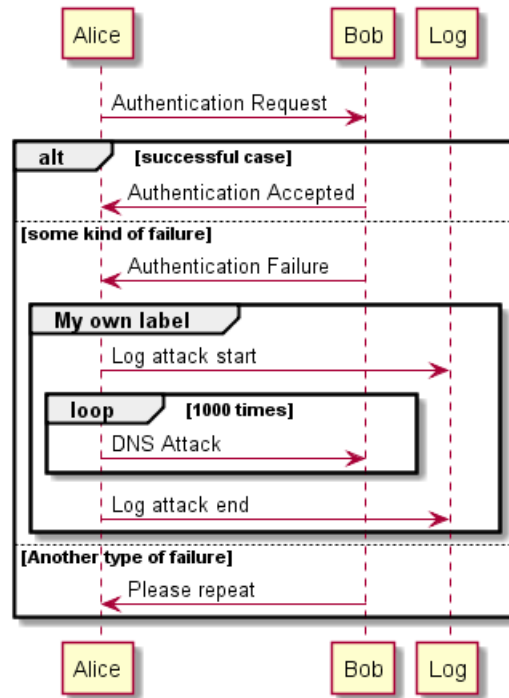 Alice Bob Log
Authentication Request
alt [successful case]
Authentication Accepted
[some kind of failure]
Authentication Failure
My own label
Log attack start
loop [1000 times]
DNS Attack
Log attack end
[Another type of failure]
Please repeat
Alice Bob Log